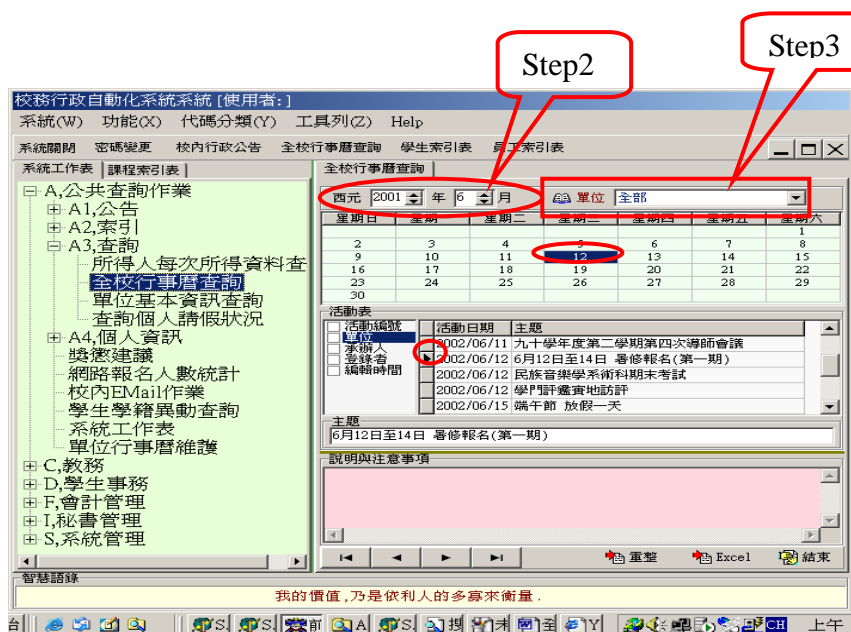 Step2
Step3
校務行政自動化系統系統 [使用者:]
系統(W) 功能(X) 代碼分類(Y) 工具列(Z) Help
系統關閉 密碼變更 校內行政公告 全校行事曆查詢 學生索引表 員工索引表
系統工作表 課程索引表
A,公共查詢作業
A1,公告
A2,索引
A3,查詢
所得人每次所得資料查
全校行事曆查詢
單位基本資訊查詢
查詢個人請假狀況
A4,個人資訊
獎懲建議
網路報名人數統計
校內EMail作業
學生學籍異動查詢
系統工作表
單位行事曆維護
C,教務
D,學生事務
F,會計管理
I,秘書管理
S,系統管理
全校行事曆查詢
西元 2001 年 6 月 單位 全部
星期日 星期一 星期二 星期三 星期四 星期五 星期六
1
2 3 4 5 6 7 8
9 10 11 12 13 14 15
16 17 18 19 20 21 22
23 24 25 26 27 28 29
30
活動表
活動編號
單位
承辦人
登錄者
編輯時間
活動日期 主題
2002/06/11 九十學年度第二學期第四次導師會議
2002/06/12 6月12日至14日 暑修報名(第一期)
2002/06/12 民族音樂學系術科期末考試
2002/06/12 學門評鑑實地訪評
2002/06/15 端午節 放假一天
主題
6月12日至14日 暑修報名(第一期)
說明與注意事項
重整 Excel 結束
智慧語錄
我的價值,乃是依利人的多寡來衡量.
台 S. S. 前 A S. 搜 未 全 Y CH 上午